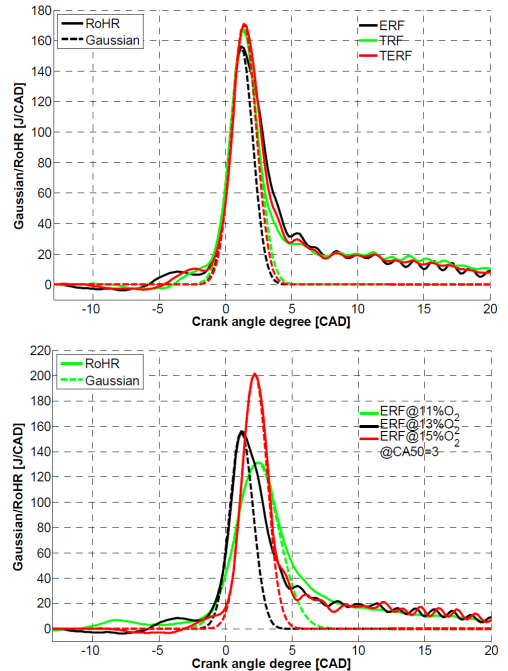 180
160
140
120
100
80
60
40
20
0
Gaussian/RoHR [J/CAD]
RoHR
Gaussian
ERF
TRF
TERF
-10 -5 0 5 10 15 20
Crank angle degree [CAD]
220
200
180
160
140
120
100
80
60
40
20
0
Gaussian/RoHR [J/CAD]
RoHR
Gaussian
ERF@11%O2
ERF@13%O2
ERF@15%O2
@CA50=3
-10 -5 0 5 10 15 20
Crank angle degree [CAD]